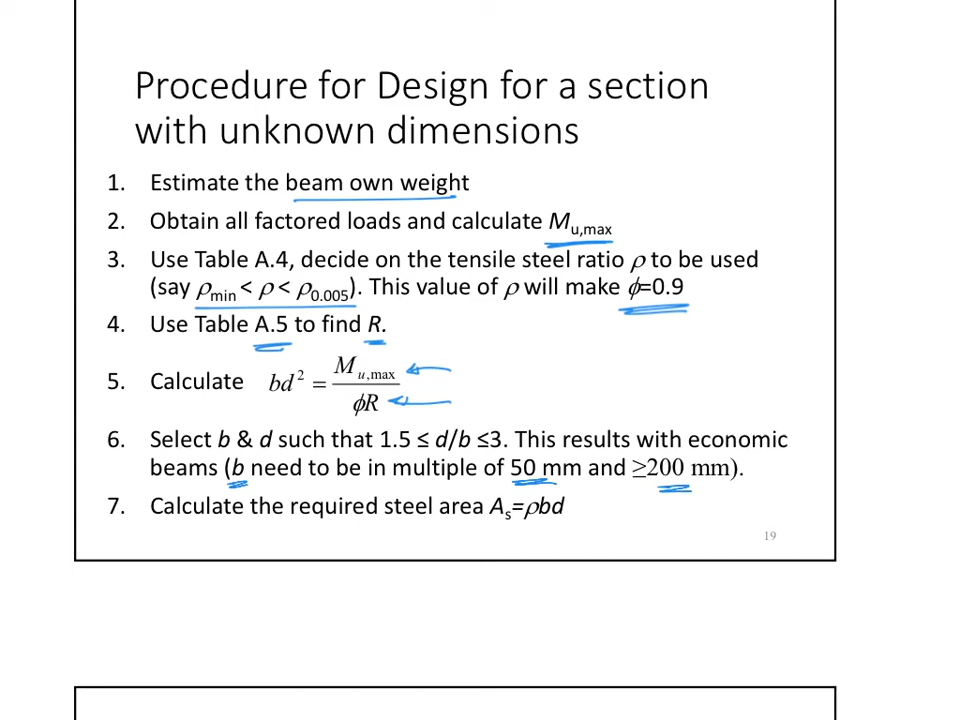 Procedure for Design for a section
with unknown dimensions
1. Estimate the beam own weight
2. Obtain all factored loads and calculate Mu,max
3. Use Table A.4, decide on the tensile steel ratio ρ to be used
(say ρmin < ρ < ρ0.005). This value of ρ will make ϕ=0.9
4. Use Table A.5 to find R.
5. Calculate bd² = Mu,max / ϕR
6. Select b & d such that 1.5 ≤ d/b ≤3. This results with economic
beams (b need to be in multiple of 50 mm and ≥200 mm).
7. Calculate the required steel area As=ρbd
19